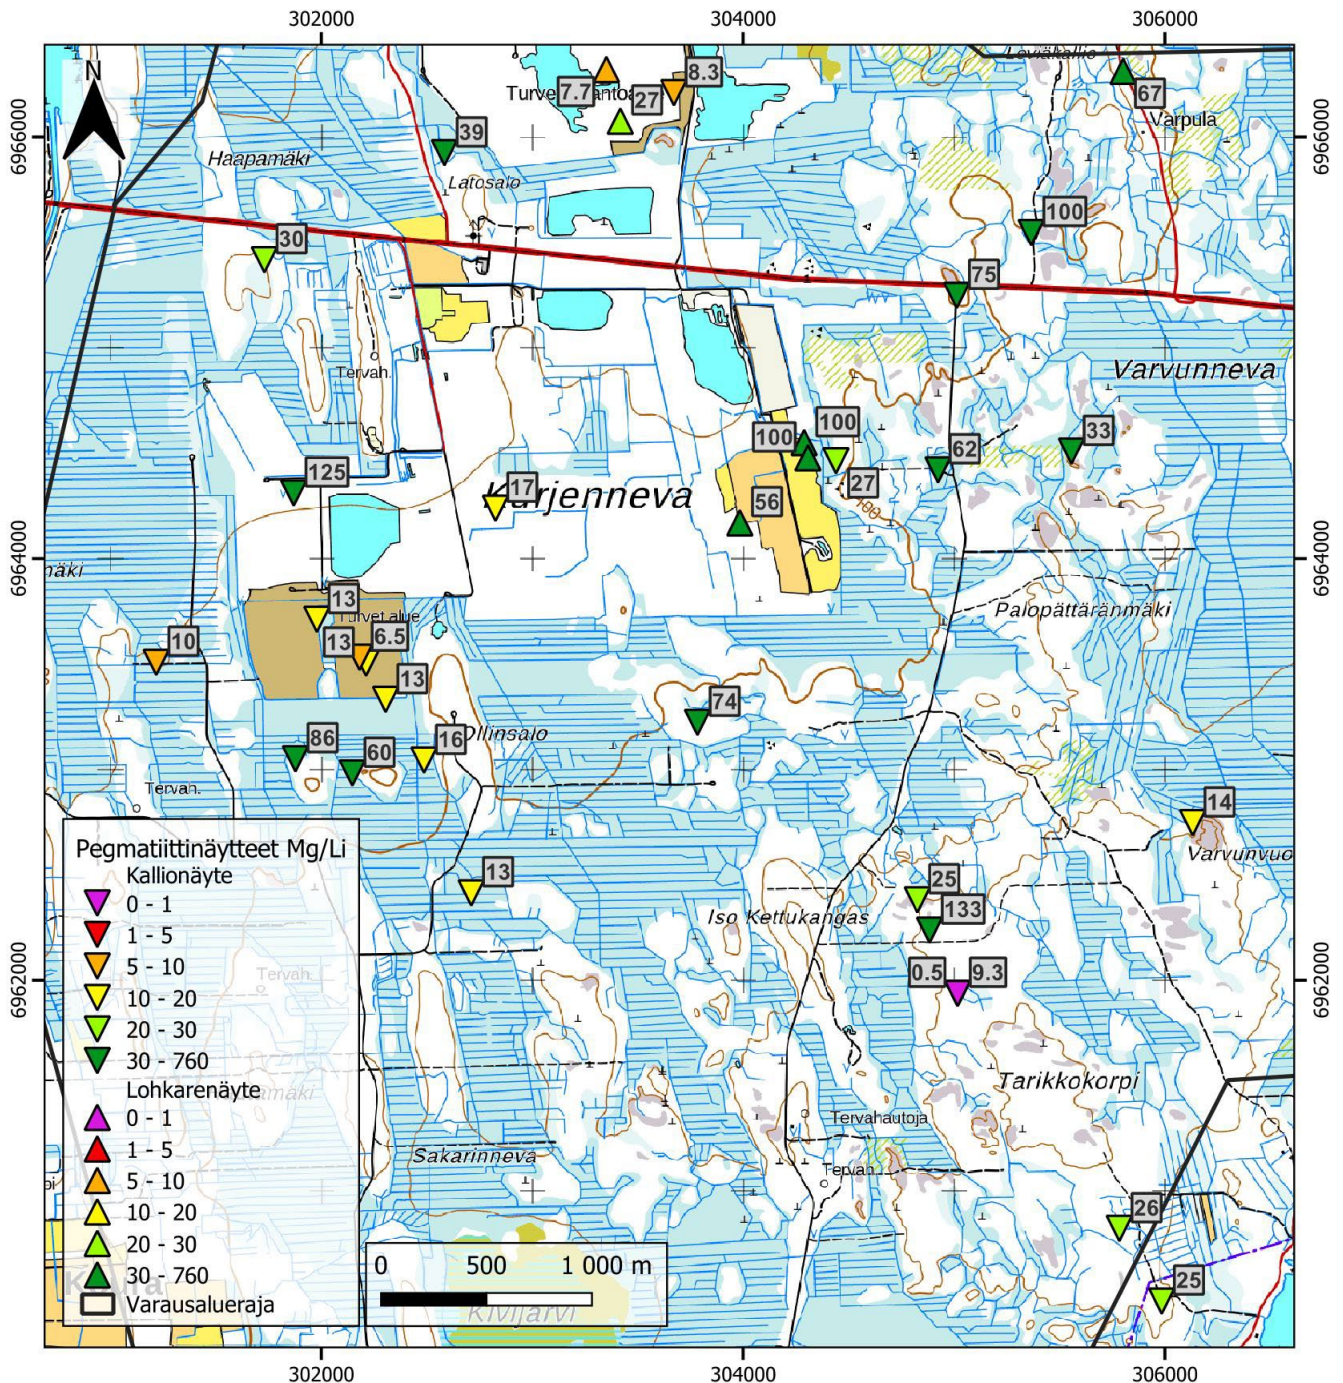 302000 304000 306000
N
Leviäkallio
8.3
7.7
27
67
6966000
39
Varpula
6966000
Haapamäki
Latosalo
100
30
75
Tervah.
Varvunneva
100
100
33
62
125
17
Kurjenneva
27
56
100
6964000
6964000
mäki
13
Turvet.alue
Palopättäränmäki
10
13
6.5
13
74
86
60
16
Ollinsalo
Tervah.
14
Varvunvuo
Pegmatiittinäytteet Mg/Li
Kallionäyte
0 - 1
1 - 5
5 - 10
10 - 20
20 - 30
30 - 760
Lohkarenäyte
0 - 1
1 - 5
5 - 10
10 - 20
20 - 30
30 - 760
Varausalueraja
13
25
133
Iso Kettukangas
0.5
9.3
6962000
6962000
Tervah.
Tarikkokorpi
Tervahautoja
Sakarinneva
Tervah.
26
25
0 500 1 000 m
Kivijärvi
302000 304000 306000